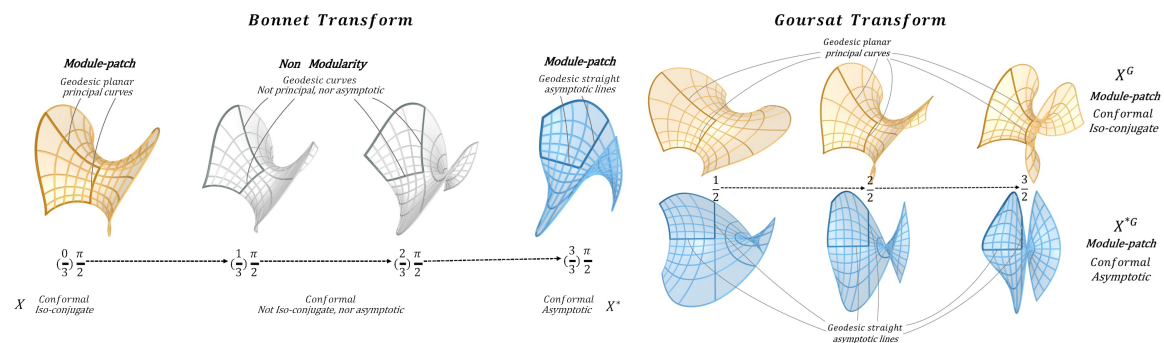 Bonnet Transform
Module-patch
Geodesic planar
principal curves
Non Modularity
Geodesic curves
Not principal, nor asymptotic
Module-patch
Geodesic straight
asymptotic lines
(0/3) π/2
(1/3) π/2
(2/3) π/2
(3/3) π/2
X
Conformal
Iso-conjugate
Conformal
Not Iso-conjugate, nor asymptotic
Conformal
Asymptotic
X*
Goursat Transform
Geodesic planar
principal curves
X^G
Module-patch
Conformal
Iso-conjugate
1/2
2/2
3/2
X*^G
Module-patch
Conformal
Asymptotic
Geodesic straight
asymptotic lines